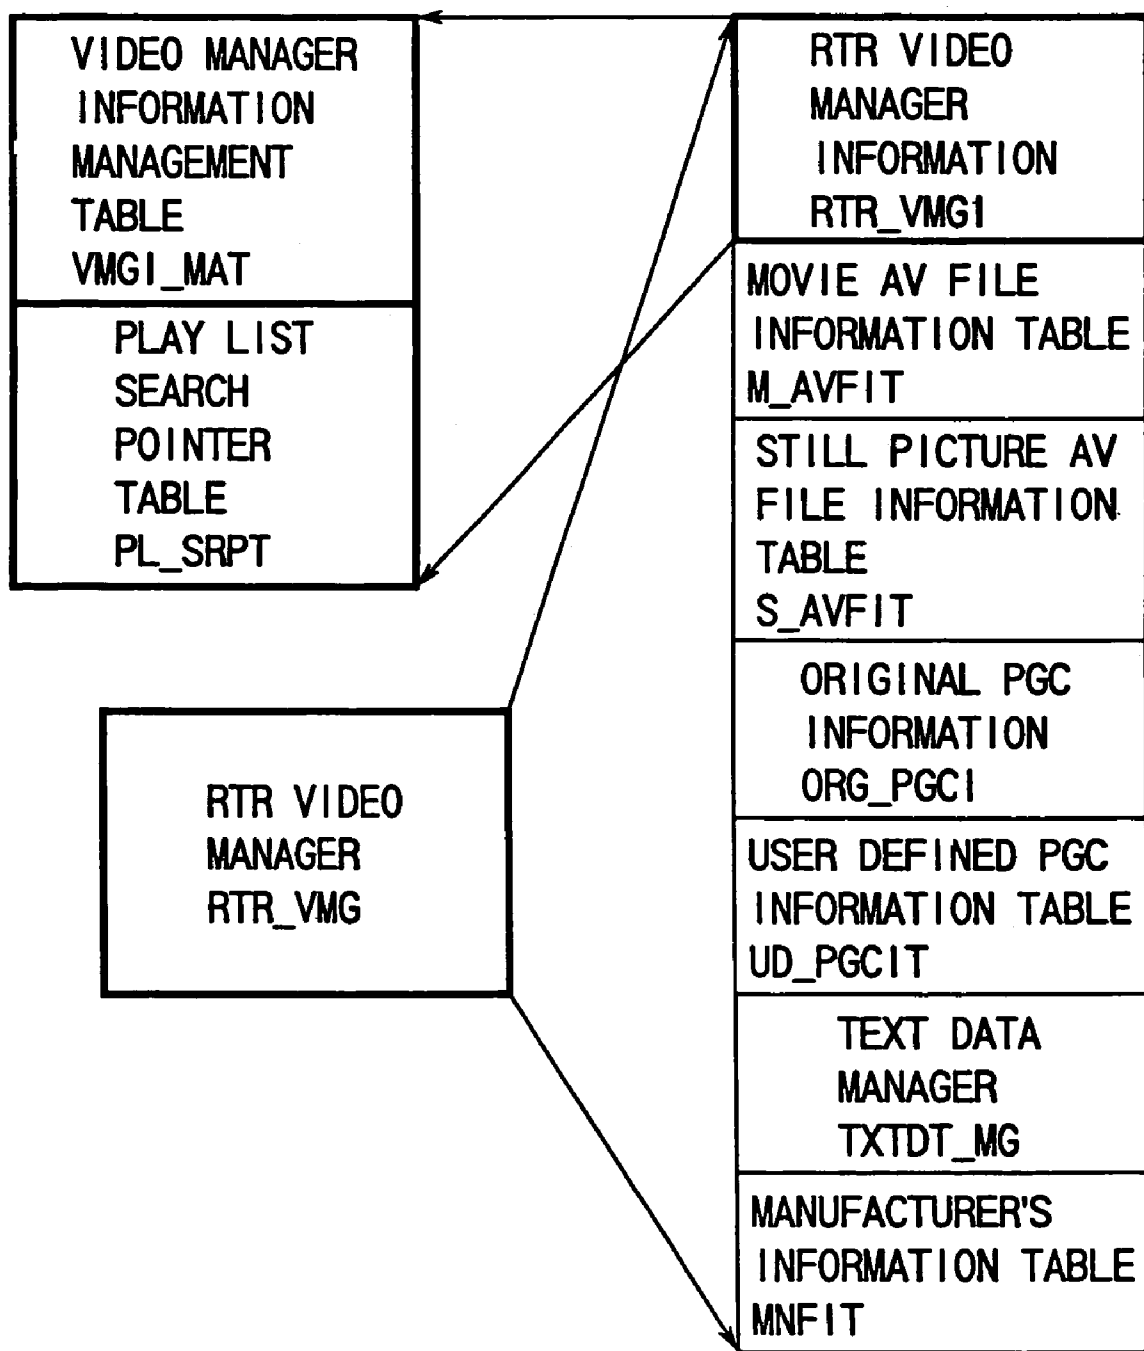 VIDEO MANAGER
INFORMATION
MANAGEMENT
TABLE
VMGI_MAT
PLAY LIST
SEARCH
POINTER
TABLE
PL_SRPT
RTR VIDEO
MANAGER
RTR_VMG
RTR VIDEO
MANAGER
INFORMATION
RTR_VMGI
MOVIE AV FILE
INFORMATION TABLE
M_AVFIT
STILL PICTURE AV
FILE INFORMATION
TABLE
S_AVFIT
ORIGINAL PGC
INFORMATION
ORG_PGCI
USER DEFINED PGC
INFORMATION TABLE
UD_PGCIT
TEXT DATA
MANAGER
TXTDT_MG
MANUFACTURER'S
INFORMATION TABLE
MNFIT